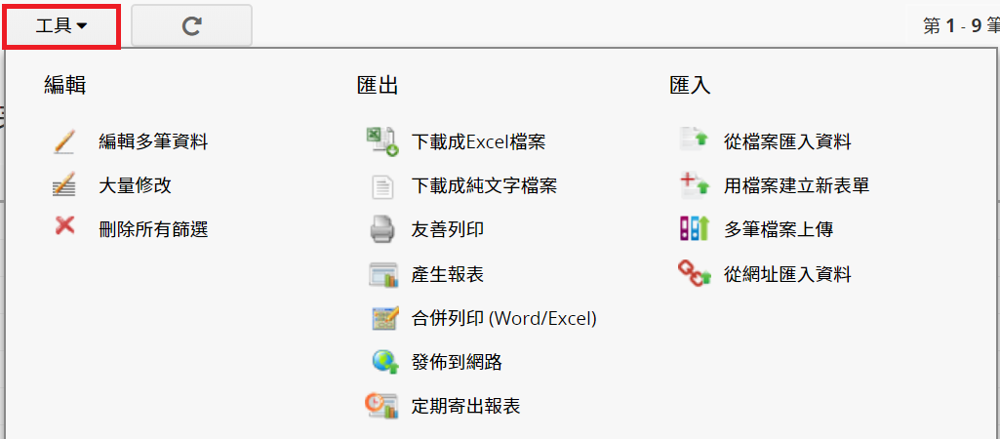 工具
第 1 - 9 筆
編輯
編輯多筆資料
大量修改
刪除所有篩選
匯出
下載成Excel檔案
下載成純文字檔案
友善列印
產生報表
合併列印 (Word/Excel)
發佈到網路
定期寄出報表
匯入
從檔案匯入資料
用檔案建立新表單
多筆檔案上傳
從網址匯入資料